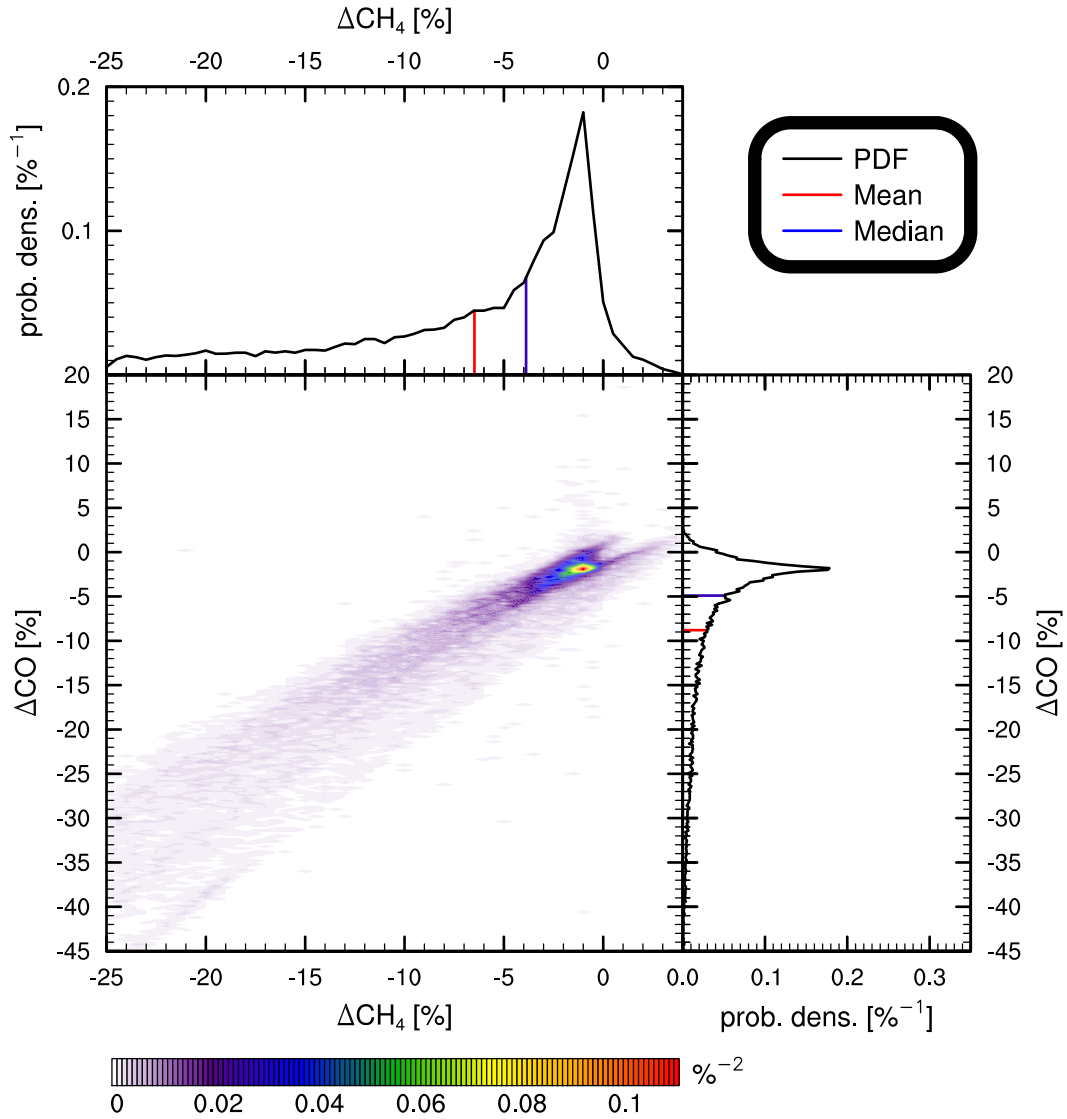 ΔCH₄ [%]
-25 -20 -15 -10 -5 0
0.2
0.1
prob. dens. [%⁻¹]
PDF
Mean
Median
20
15
10
5
0
-5
-10
-15
-20
-25
-30
-35
-40
-45
ΔCO [%]
20
15
10
5
0
-5
-10
-15
-20
-25
-30
-35
-40
-45
ΔCO [%]
-25 -20 -15 -10 -5 0
ΔCH₄ [%]
0.0 0.1 0.2 0.3
prob. dens. [%⁻¹]
0 0.02 0.04 0.06 0.08 0.1
%⁻²